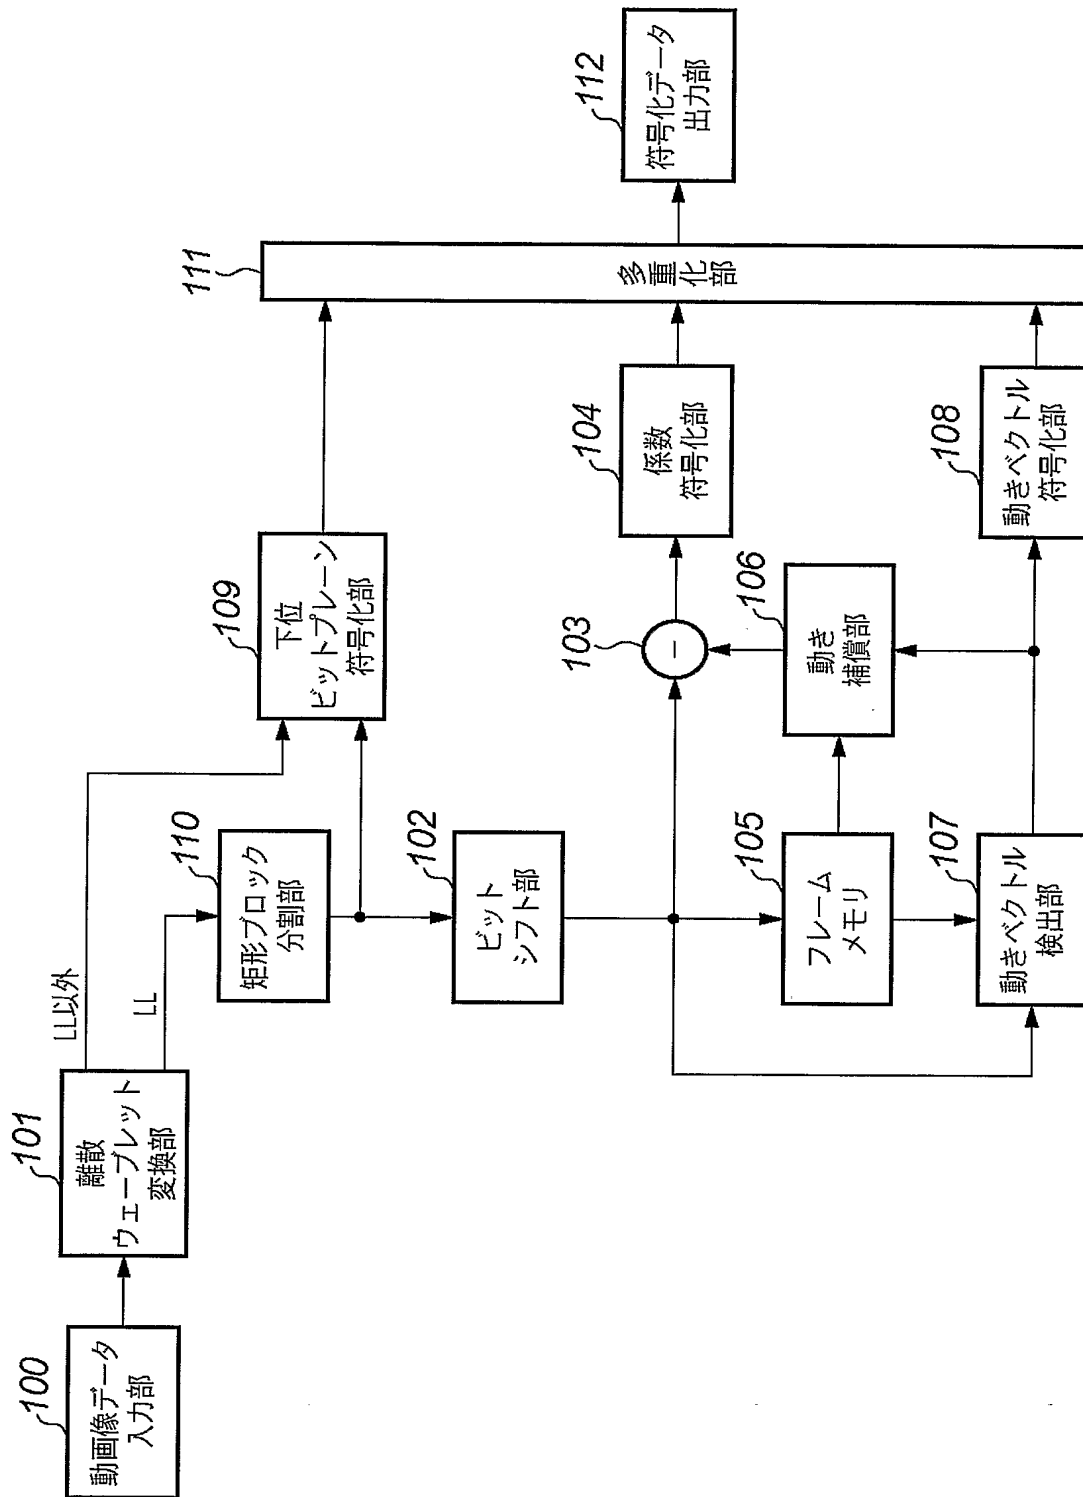 100
動画像データ
入力部
101
離散
ウェーブレット
変換部
LL以外
LL
110
矩形ブロック
分割部
109
下位
ビットプレーン
符号化部
102
ビット
シフト部
103
−
104
係数
符号化部
105
フレーム
メモリ
106
動き
補償部
107
動きベクトル
検出部
108
動きベクトル
符号化部
111
多重化部
112
符号化データ
出力部